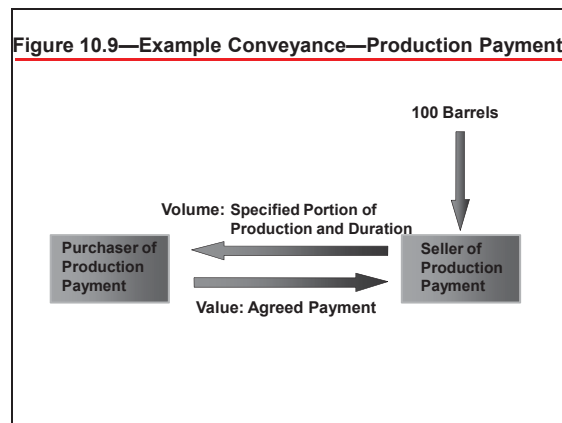 Figure 10.9—Example Conveyance—Production Payment
100 Barrels
Volume: Specified Portion of
Production and Duration
Purchaser of
Production
Payment
Seller of
Production
Payment
Value: Agreed Payment